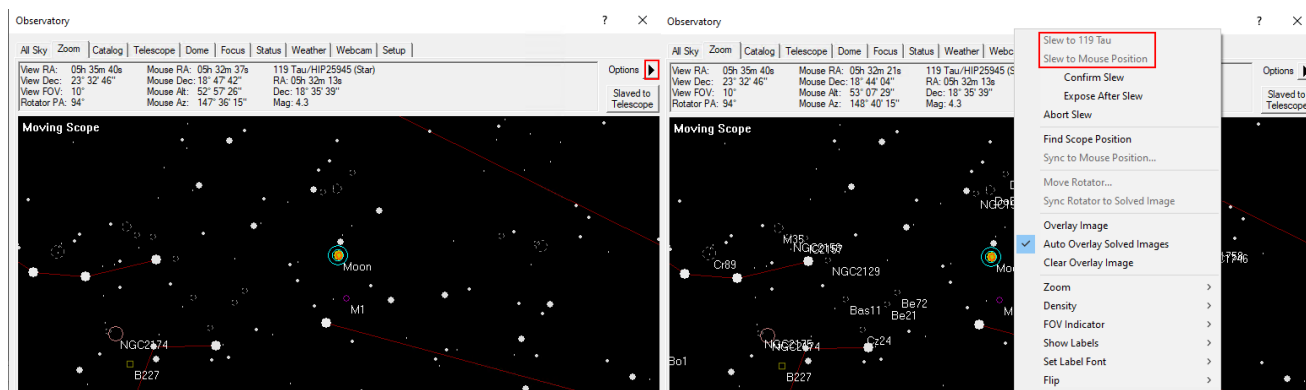 Observatory
? ×
All Sky Zoom Catalog Telescope Dome Focus Status Weather Webcam Setup
View RA: 05h 35m 40s Mouse RA: 05h 32m 37s 119 Tau/HIP25945 (Star)
View Dec: 23° 32' 46" Mouse Dec: 18° 47' 42" RA: 05h 32m 13s
View FOV: 10° Mouse Alt: 52° 57' 26" Dec: 18° 35' 39"
Rotator PA: 94° Mouse Az: 147° 36' 15" Mag: 4.3
Options
Slaved to
Telescope
Moving Scope
Moon
M1
NGC2174
B227
Observatory
? ×
All Sky Zoom Catalog Telescope Dome Focus Status Weather Webc
View RA: 05h 35m 40s Mouse RA: 05h 32m 21s 119 Tau/HIP25945 (S
View Dec: 23° 32' 46" Mouse Dec: 18° 44' 04" RA: 05h 32m 13s
View FOV: 10° Mouse Alt: 53° 07' 29" Dec: 18° 35' 39"
Rotator PA: 94° Mouse Az: 148° 40' 15" Mag: 4.3
Options
Slaved to
Telescope
Moving Scope
M35
Cr89
NGC2129
Bas11
Be72
Be21
Cz24
Bo1
B227
Moo
M
Slew to 119 Tau
Slew to Mouse Position
Confirm Slew
Expose After Slew
Abort Slew
Find Scope Position
Sync to Mouse Position...
Move Rotator...
Sync Rotator to Solved Image
Overlay Image
Auto Overlay Solved Images
Clear Overlay Image
Zoom
Density
FOV Indicator
Show Labels
Set Label Font
Flip